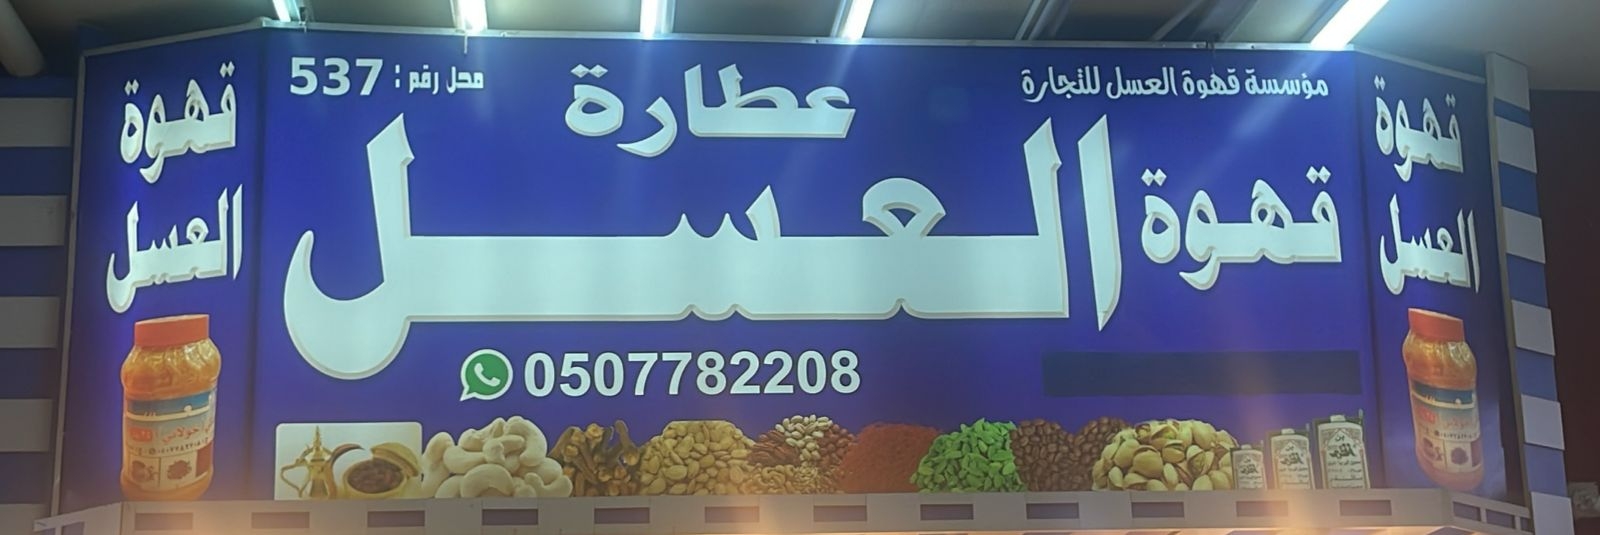 مؤسسة قهوة العسل للتجارة
محل رقم : 537
عطارة
قهوة العسل
0507782208
قهوة
العسل
قهوة
العسل